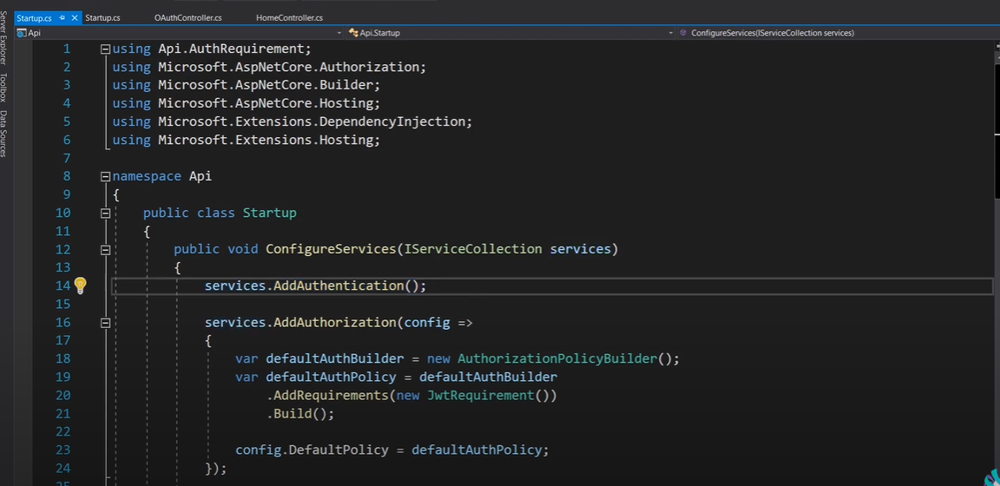 Startup.cs Startup.cs OAuthController.cs HomeController.cs
Api Api.Startup ConfigureServices(IServiceCollection services)
Server Explorer
Toolbox
Data Sources
1 using Api.AuthRequirement;
2 using Microsoft.AspNetCore.Authorization;
3 using Microsoft.AspNetCore.Builder;
4 using Microsoft.AspNetCore.Hosting;
5 using Microsoft.Extensions.DependencyInjection;
6 using Microsoft.Extensions.Hosting;
7
8 namespace Api
9 {
10 public class Startup
11 {
12 public void ConfigureServices(IServiceCollection services)
13 {
14 services.AddAuthentication();
15
16 services.AddAuthorization(config =>
17 {
18 var defaultAuthBuilder = new AuthorizationPolicyBuilder();
19 var defaultAuthPolicy = defaultAuthBuilder
20 .AddRequirements(new JwtRequirement())
21 .Build();
22
23 config.DefaultPolicy = defaultAuthPolicy;
24 });
25